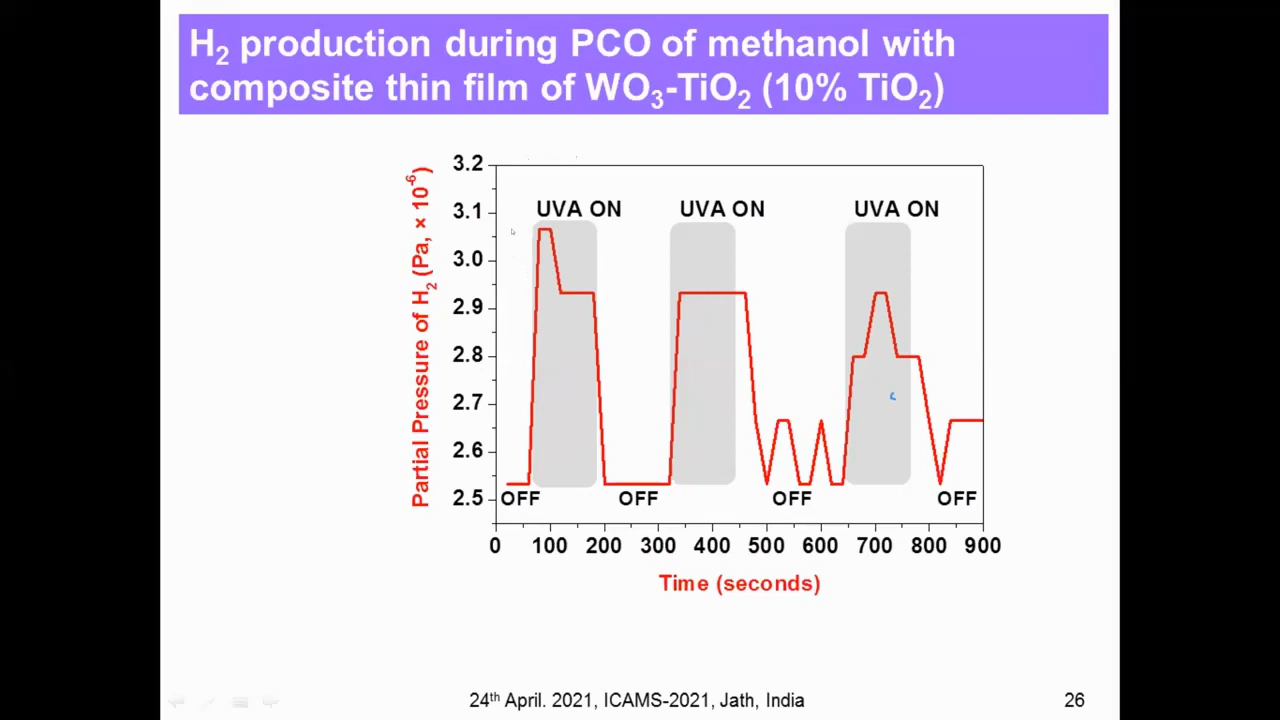 H₂ production during PCO of methanol with
composite thin film of WO₃-TiO₂ (10% TiO₂)
Partial Pressure of H₂ (Pa, × 10⁻⁶)
3.2
3.1
3.0
2.9
2.8
2.7
2.6
2.5
UVA ON UVA ON UVA ON
OFF OFF OFF OFF
0 100 200 300 400 500 600 700 800 900
Time (seconds)
24ᵗʰ April. 2021, ICAMS-2021, Jath, India
26